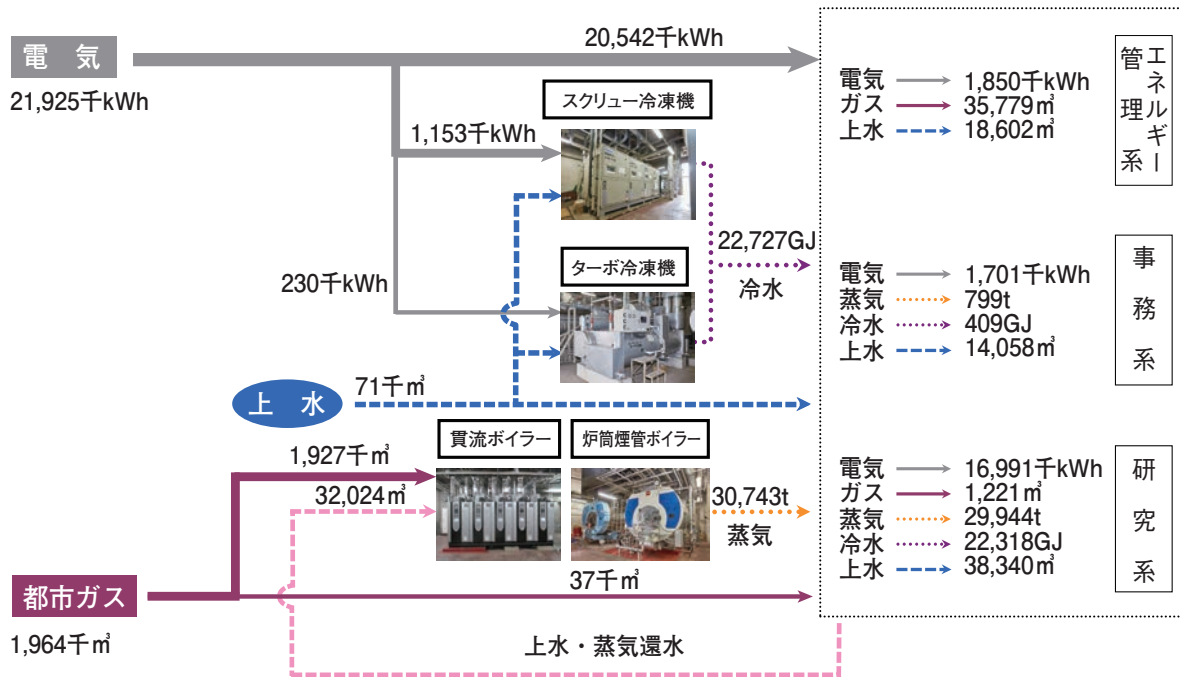 電 気
21,925千kWh
20,542千kWh
スクリュー冷凍機
1,153千kWh
ターボ冷凍機
230千kWh
22,727GJ
冷水
上 水
71千㎥
貫流ボイラー
炉筒煙管ボイラー
1,927千㎥
32,024㎥
30,743t
蒸気
都市ガス
1,964千㎥
37千㎥
上水・蒸気還水
エネルギー
管理系
電気 1,850千kWh
ガス 35,779㎥
上水 18,602㎥
事務系
電気 1,701千kWh
蒸気 799t
冷水 409GJ
上水 14,058㎥
研究系
電気 16,991千kWh
ガス 1,221㎥
蒸気 29,944t
冷水 22,318GJ
上水 38,340㎥